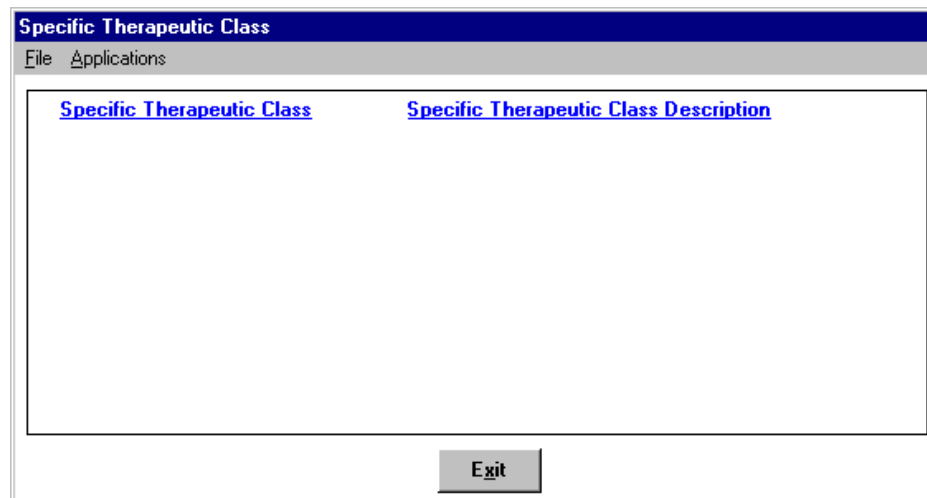 Specific Therapeutic Class
File Applications
Specific Therapeutic Class Specific Therapeutic Class Description
Exit